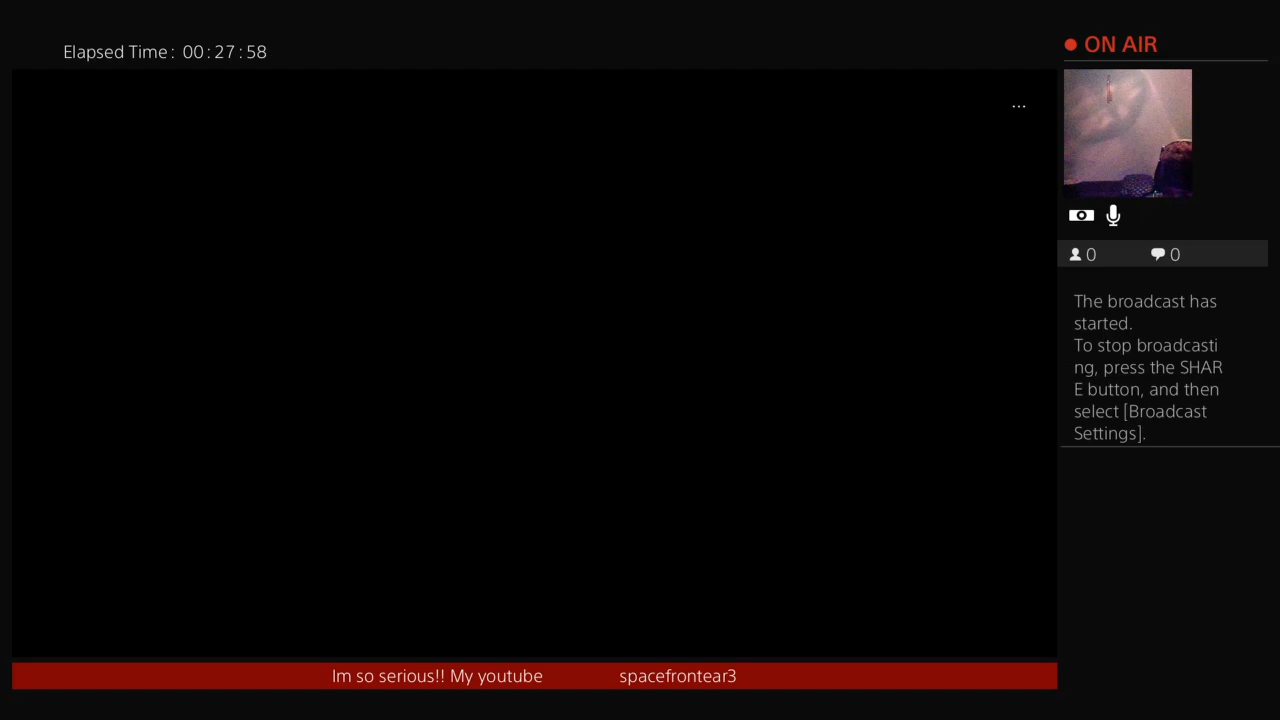 Elapsed Time: 00:27:58
ON AIR
...
0 0
The broadcast has
started.
To stop broadcasti
ng, press the SHAR
E button, and then
select [Broadcast
Settings].
Im so serious!! My youtube spacefrontear3